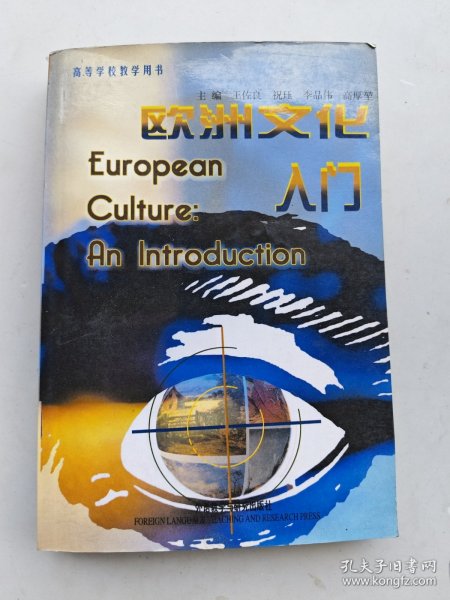 高等学校教学用书
主编 王佐良 祝珏 李品伟 高厚堃
欧洲文化
入门
European
Culture:
An Introduction
外语教学与研究出版社
FOREIGN LANGUAGE TEACHING AND RESEARCH PRESS
孔夫子旧书网
www.kongfz.com